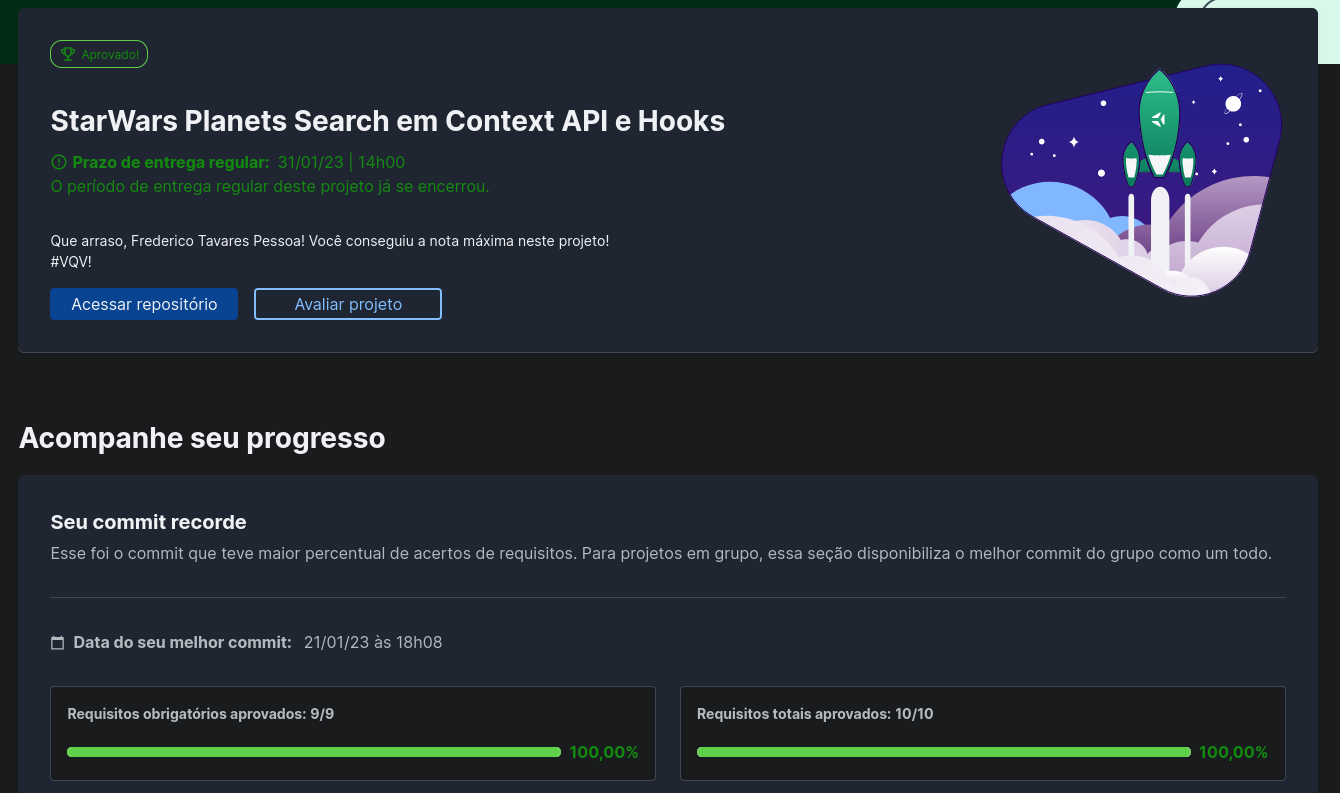 Aprovado!
StarWars Planets Search em Context API e Hooks
Prazo de entrega regular: 31/01/23 | 14h00
O período de entrega regular deste projeto já se encerrou.
Que arraso, Frederico Tavares Pessoa! Você conseguiu a nota máxima neste projeto!
#VQV!
Acessar repositório
Avaliar projeto
Acompanhe seu progresso
Seu commit recorde
Esse foi o commit que teve maior percentual de acertos de requisitos. Para projetos em grupo, essa seção disponibiliza o melhor commit do grupo como um todo.
Data do seu melhor commit: 21/01/23 às 18h08
Requisitos obrigatórios aprovados: 9/9
100,00%
Requisitos totais aprovados: 10/10
100,00%